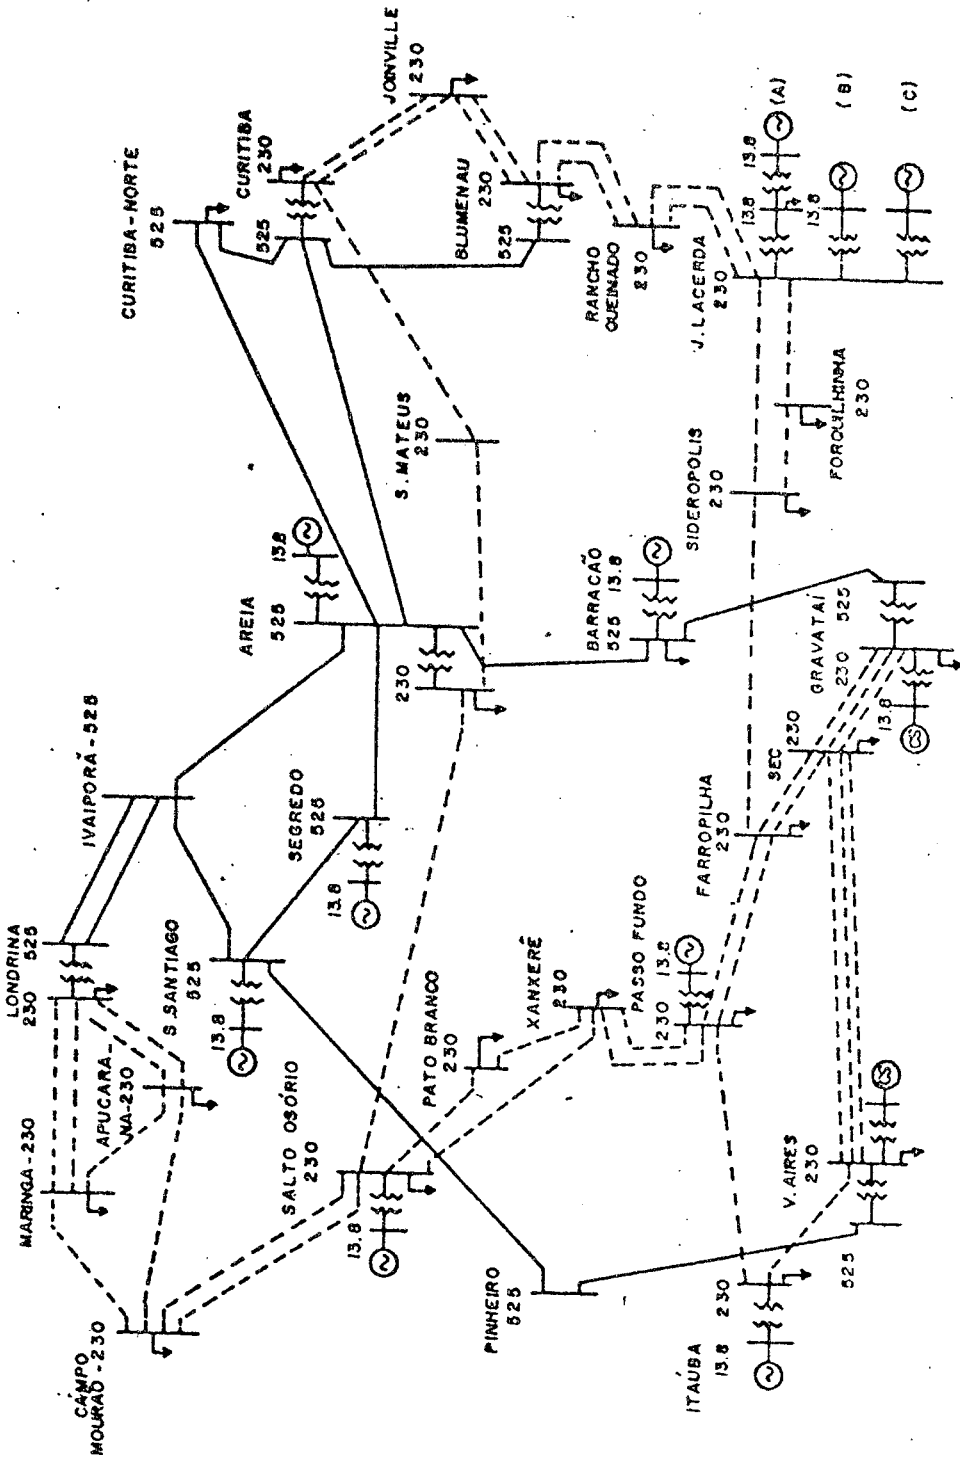 JOINVILLE
230
CURITIBA-NORTE
525
CURITIBA
230
525
BLUMENAU
230
525
RANCHO
QUEIMADO
230
J. LACERDA
230
13.8
13.8
(A)
13.8
(B)
(C)
S. MATEUS
230
SIDEROPOLIS
230
FORQUILHINHA
230
AREIA
525
13.8
230
BARRACÃO
525
13.8
GRAVATAÍ
230
525
13.8
CS
SEC
230
FARROPILHA
230
IVAIPORÃ-525
SEGREDO
525
13.8
LONDRINA
525
230
S. SANTIAGO
525
13.8
MARINGA-230
APUCARA_
NA-230
CÁMPO
MOURÃO-230
SALTO OSÓRIO
230
13.8
PATO BRANCO
230
XANXERÊ
230
PASSO FUNDO
230
13.8
PINHEIRO
525
V. AIRES
230
525
CS
ITAÚBA
13.8
230